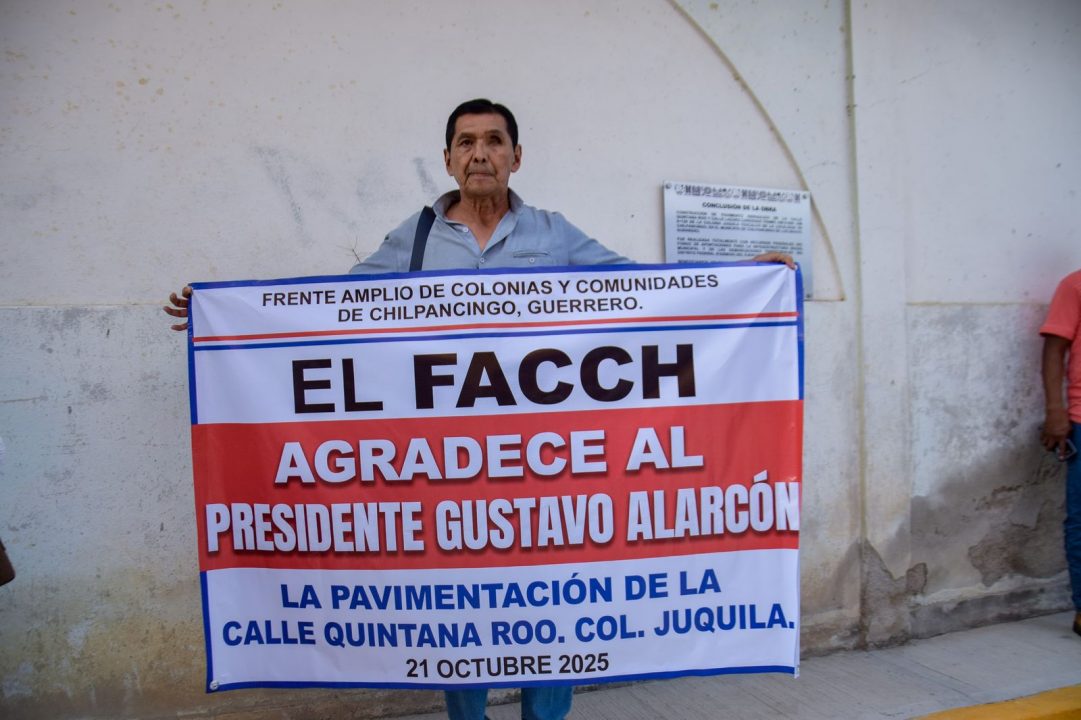 FRENTE AMPLIO DE COLONIAS Y COMUNIDADES
DE CHILPANCINGO, GUERRERO.
EL FACCH
AGRADECE AL
PRESIDENTE GUSTAVO ALARCÓN
LA PAVIMENTACIÓN DE LA
CALLE QUINTANA ROO. COL. JUQUILA.
21 OCTUBRE 2025
CONCLUSIÓN DE LA OBRA